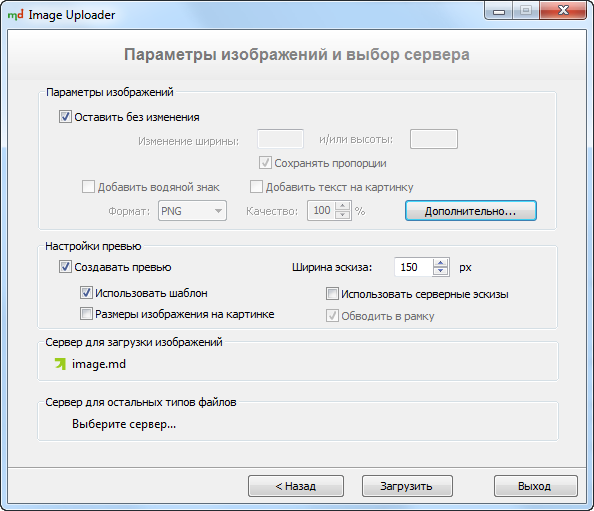 md Image Uploader
Параметры изображений и выбор сервера
Параметры изображений
Оставить без изменения
Изменение ширины: и/или высоты:
Сохранять пропорции
Добавить водяной знак Добавить текст на картинку
Формат: PNG Качество: 100 % Дополнительно...
Настройки превью
Создавать превью Ширина эскиза: 150 px
Использовать шаблон Использовать серверные эскизы
Размеры изображения на картинке Обводить в рамку
Сервер для загрузки изображений
image.md
Сервер для остальных типов файлов
Выберите сервер...
< Назад Загрузить Выход